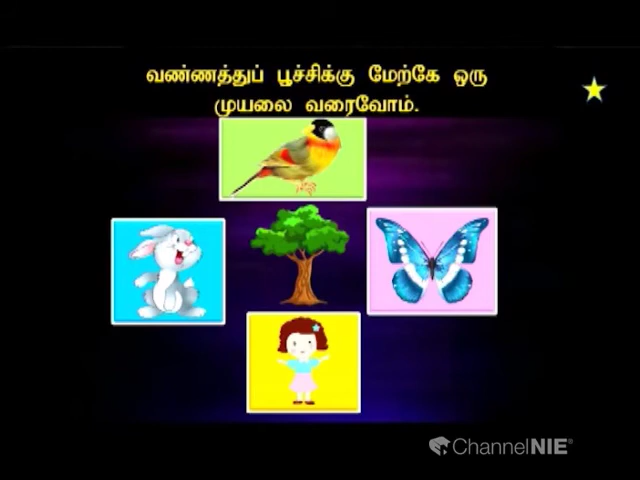 வண்ணத்துப் பூச்சிக்கு மேற்கே ஒரு
முயலை வரைவோம்.
ChannelNIE